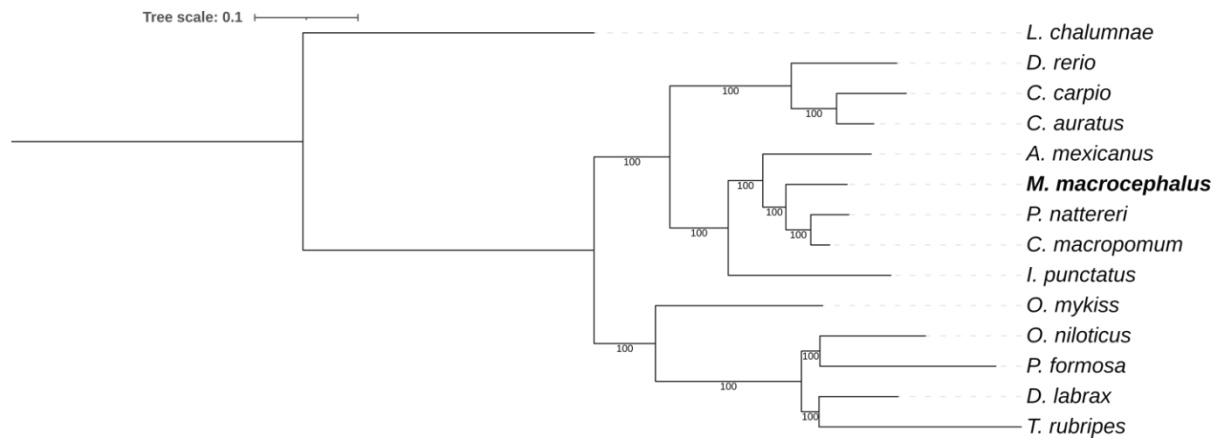 Tree scale: 0.1
L. chalumnae
D. rerio
100
C. carpio
100
C. auratus
A. mexicanus
100
100
M. macrocephalus
100
P. nattereri
100
C. macropomum
100
I. punctatus
O. mykiss
O. niloticus
100
100
P. formosa
100
D. labrax
100
T. rubripes